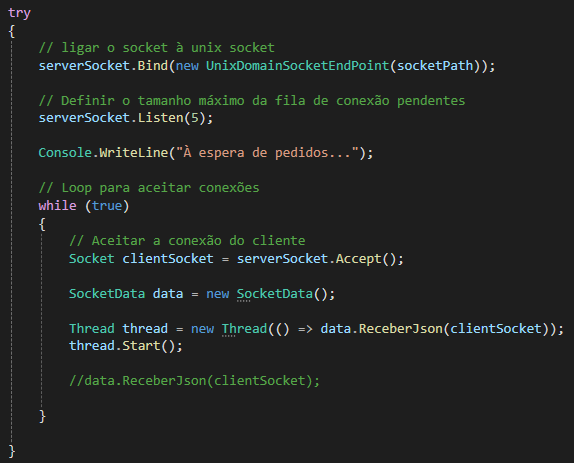 try
{
// ligar o socket à unix socket
serverSocket.Bind(new UnixDomainSocketEndPoint(socketPath));
// Definir o tamanho máximo da fila de conexão pendentes
serverSocket.Listen(5);
Console.WriteLine("À espera de pedidos...");
// Loop para aceitar conexões
while (true)
{
// Aceitar a conexão do cliente
Socket clientSocket = serverSocket.Accept();
SocketData data = new SocketData();
Thread thread = new Thread(() => data.ReceberJson(clientSocket));
thread.Start();
//data.ReceberJson(clientSocket);
}
}